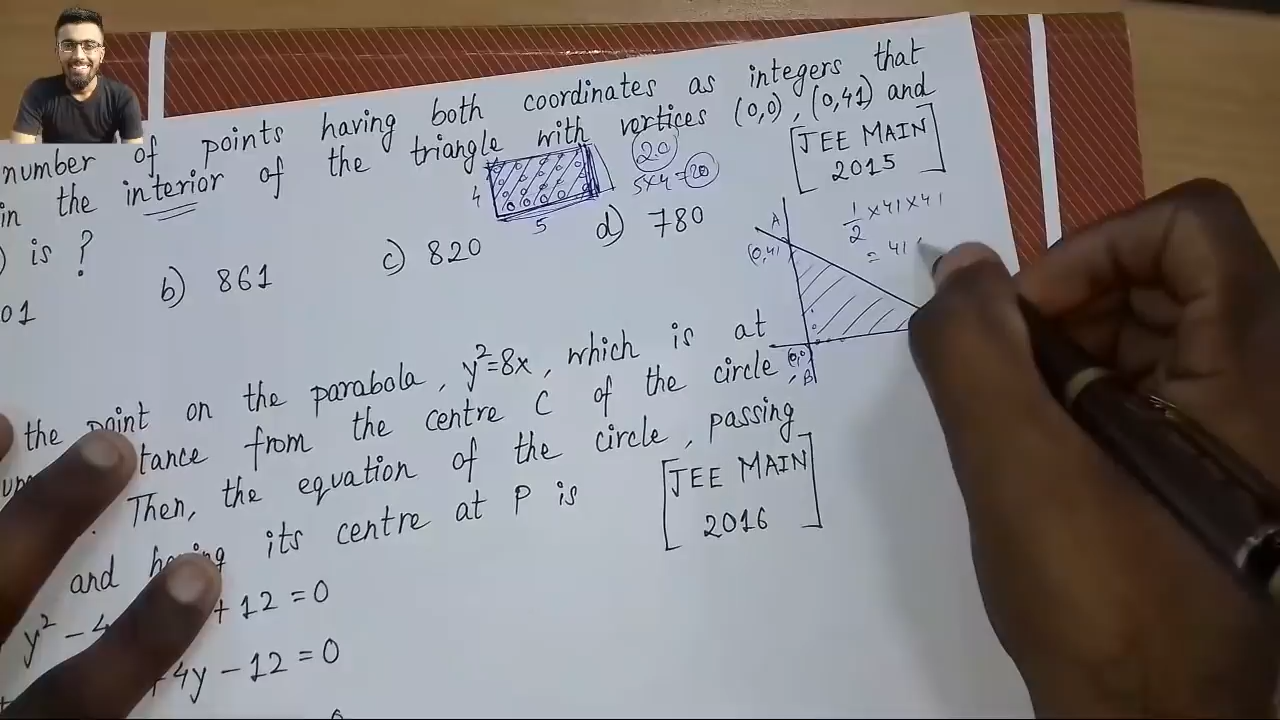 number of points having both coordinates as integers that
in the interior of the triangle with vertices (0,0), (0,41) and
[JEE MAIN
2015]
) is ?
01
b) 861
c) 820
d) 780
4
5
20
5×4=20
A
(0,41)
(0,0)
B
1/2 ×41×41
= 41
the point on the parabola, y²=8x, which is at
tance from the centre C of the circle,
. Then, the equation of the circle, passing
and having its centre at P is
[JEE MAIN
2016]
y² - 4 + 12 = 0
+ 4y - 12 = 0